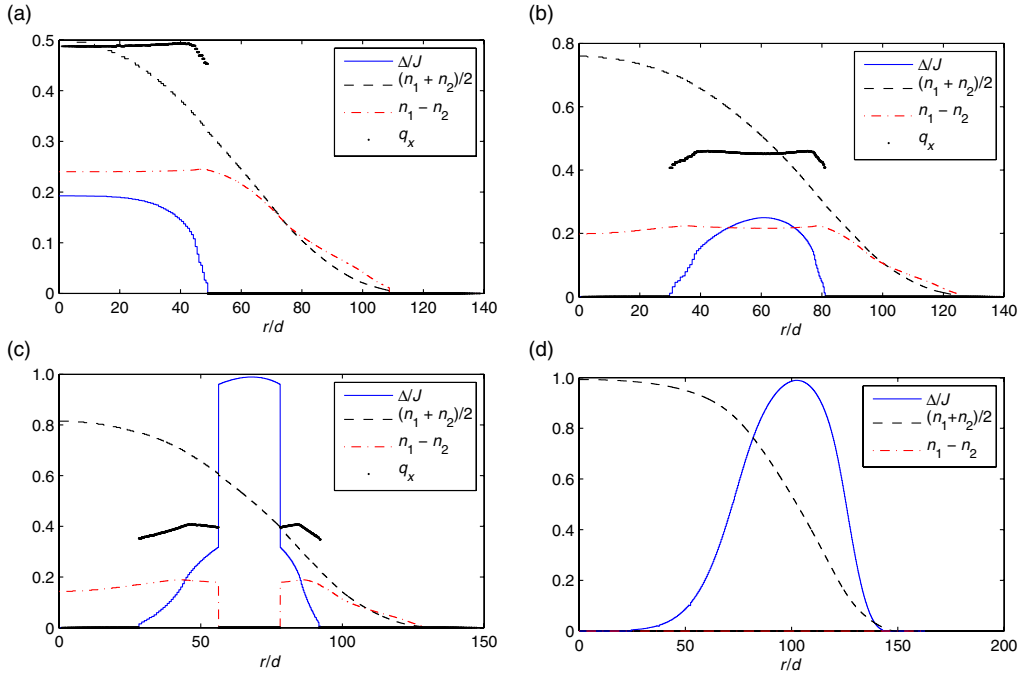 (a)
0.5
0.4
0.3
0.2
0.1
0
0 20 40 60 80 100 120 140
r/d
Δ/J
(n₁ + n₂)/2
n₁ − n₂
qₓ
(b)
0.8
0.6
0.4
0.2
0
0 20 40 60 80 100 120 140
r/d
Δ/J
(n₁ + n₂)/2
n₁ − n₂
qₓ
(c)
1.0
0.8
0.6
0.4
0.2
0
0 50 100 150
r/d
Δ/J
(n₁ + n₂)/2
n₁ − n₂
qₓ
(d)
1.0
0.8
0.6
0.4
0.2
0
0 50 100 150 200
r/d
Δ/J
(n₁+n₂)/2
n₁ − n₂